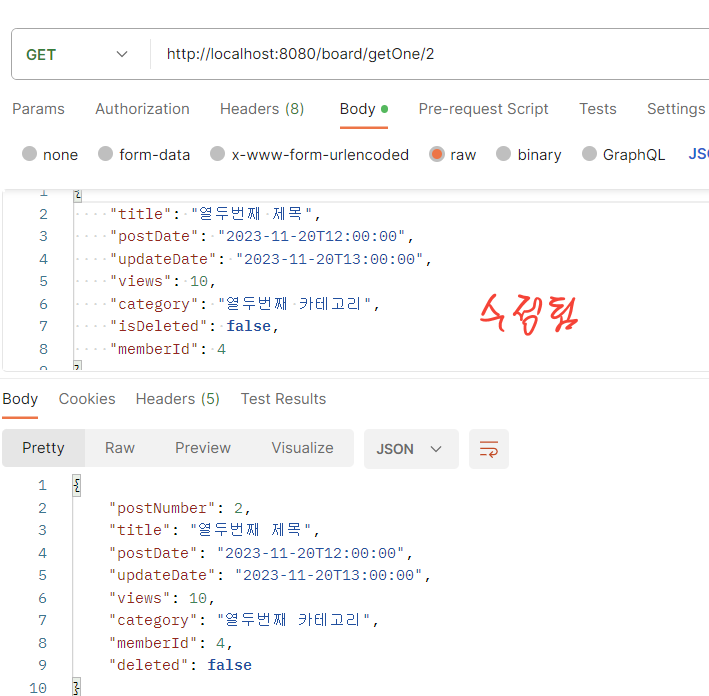 GET http://localhost:8080/board/getOne/2
Params Authorization Headers (8) Body Pre-request Script Tests Settings
none form-data x-www-form-urlencoded raw binary GraphQL JSO
1 {
2 "title": "열두번째 제목",
3 "postDate": "2023-11-20T12:00:00",
4 "updateDate": "2023-11-20T13:00:00",
5 "views": 10,
6 "category": "열두번째 카테고리",
7 "isDeleted": false,
8 "memberId": 4
9 }
수정됨
Body Cookies Headers (5) Test Results
Pretty Raw Preview Visualize JSON
1 {
2 "postNumber": 2,
3 "title": "열두번째 제목",
4 "postDate": "2023-11-20T12:00:00",
5 "updateDate": "2023-11-20T13:00:00",
6 "views": 10,
7 "category": "열두번째 카테고리",
8 "memberId": 4,
9 "deleted": false
10 }